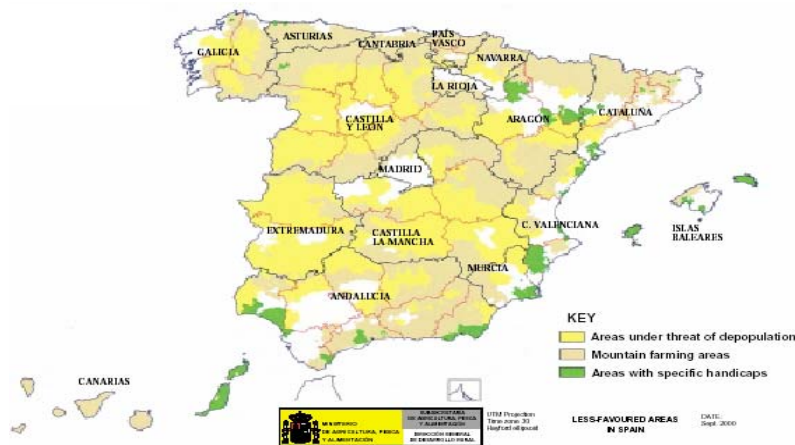 ASTURIAS
CANTABRIA
PAÍS
VASCO
GALICIA
NAVARRA
LA RIOJA
CASTILLA
Y LEÓN
ARAGÓN
CATALUÑA
MADRID
EXTREMADURA
CASTILLA
LA MANCHA
C. VALENCIANA
ISLAS
BALEARES
MURCIA
ANDALUCIA
CANARIAS
KEY
Areas under threat of depopulation
Mountain farming areas
Areas with specific handicaps
MINISTERIO
DE AGRICULTURA, PESCA
Y ALIMENTACIÓN
SUBSECRETARIA
DE AGRICULTURA, PESCA
Y ALIMENTACIÓN
DIRECCIÓN GENERAL
DE DESARROLLO RURAL
UTM Projection
Time zone 30
LESS-FAVOURED AREAS
IN SPAIN
DATE:
Sept. 2000